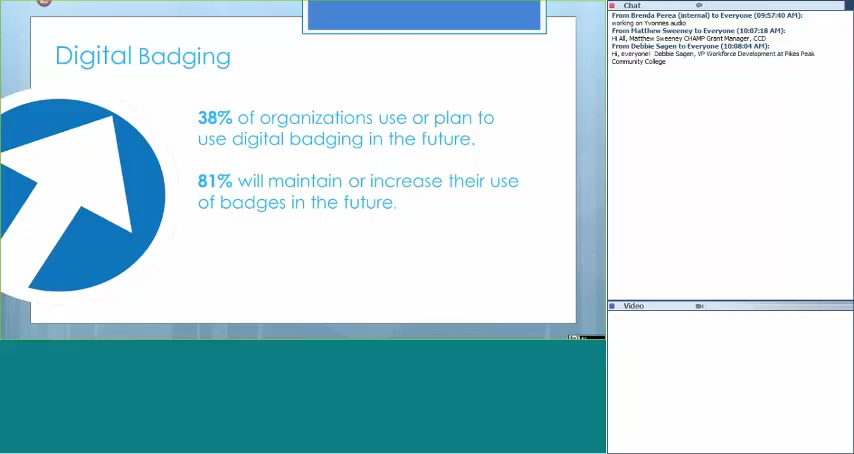 Digital Badging
38% of organizations use or plan to
use digital badging in the future.
81% will maintain or increase their use
of badges in the future.
Chat
From Brenda Perea (internal) to Everyone (09:57:40 AM):
working on Yvonnes audio
From Matthew Sweeney to Everyone (10:07:18 AM):
Hi All, Matthew Sweeney CHAMP Grant Manager, CCD
From Debbie Sagen to Everyone (10:08:04 AM):
Hi, everyone! Debbie Sagen, VP Workforce Development at Pikes Peak
Community College
Video